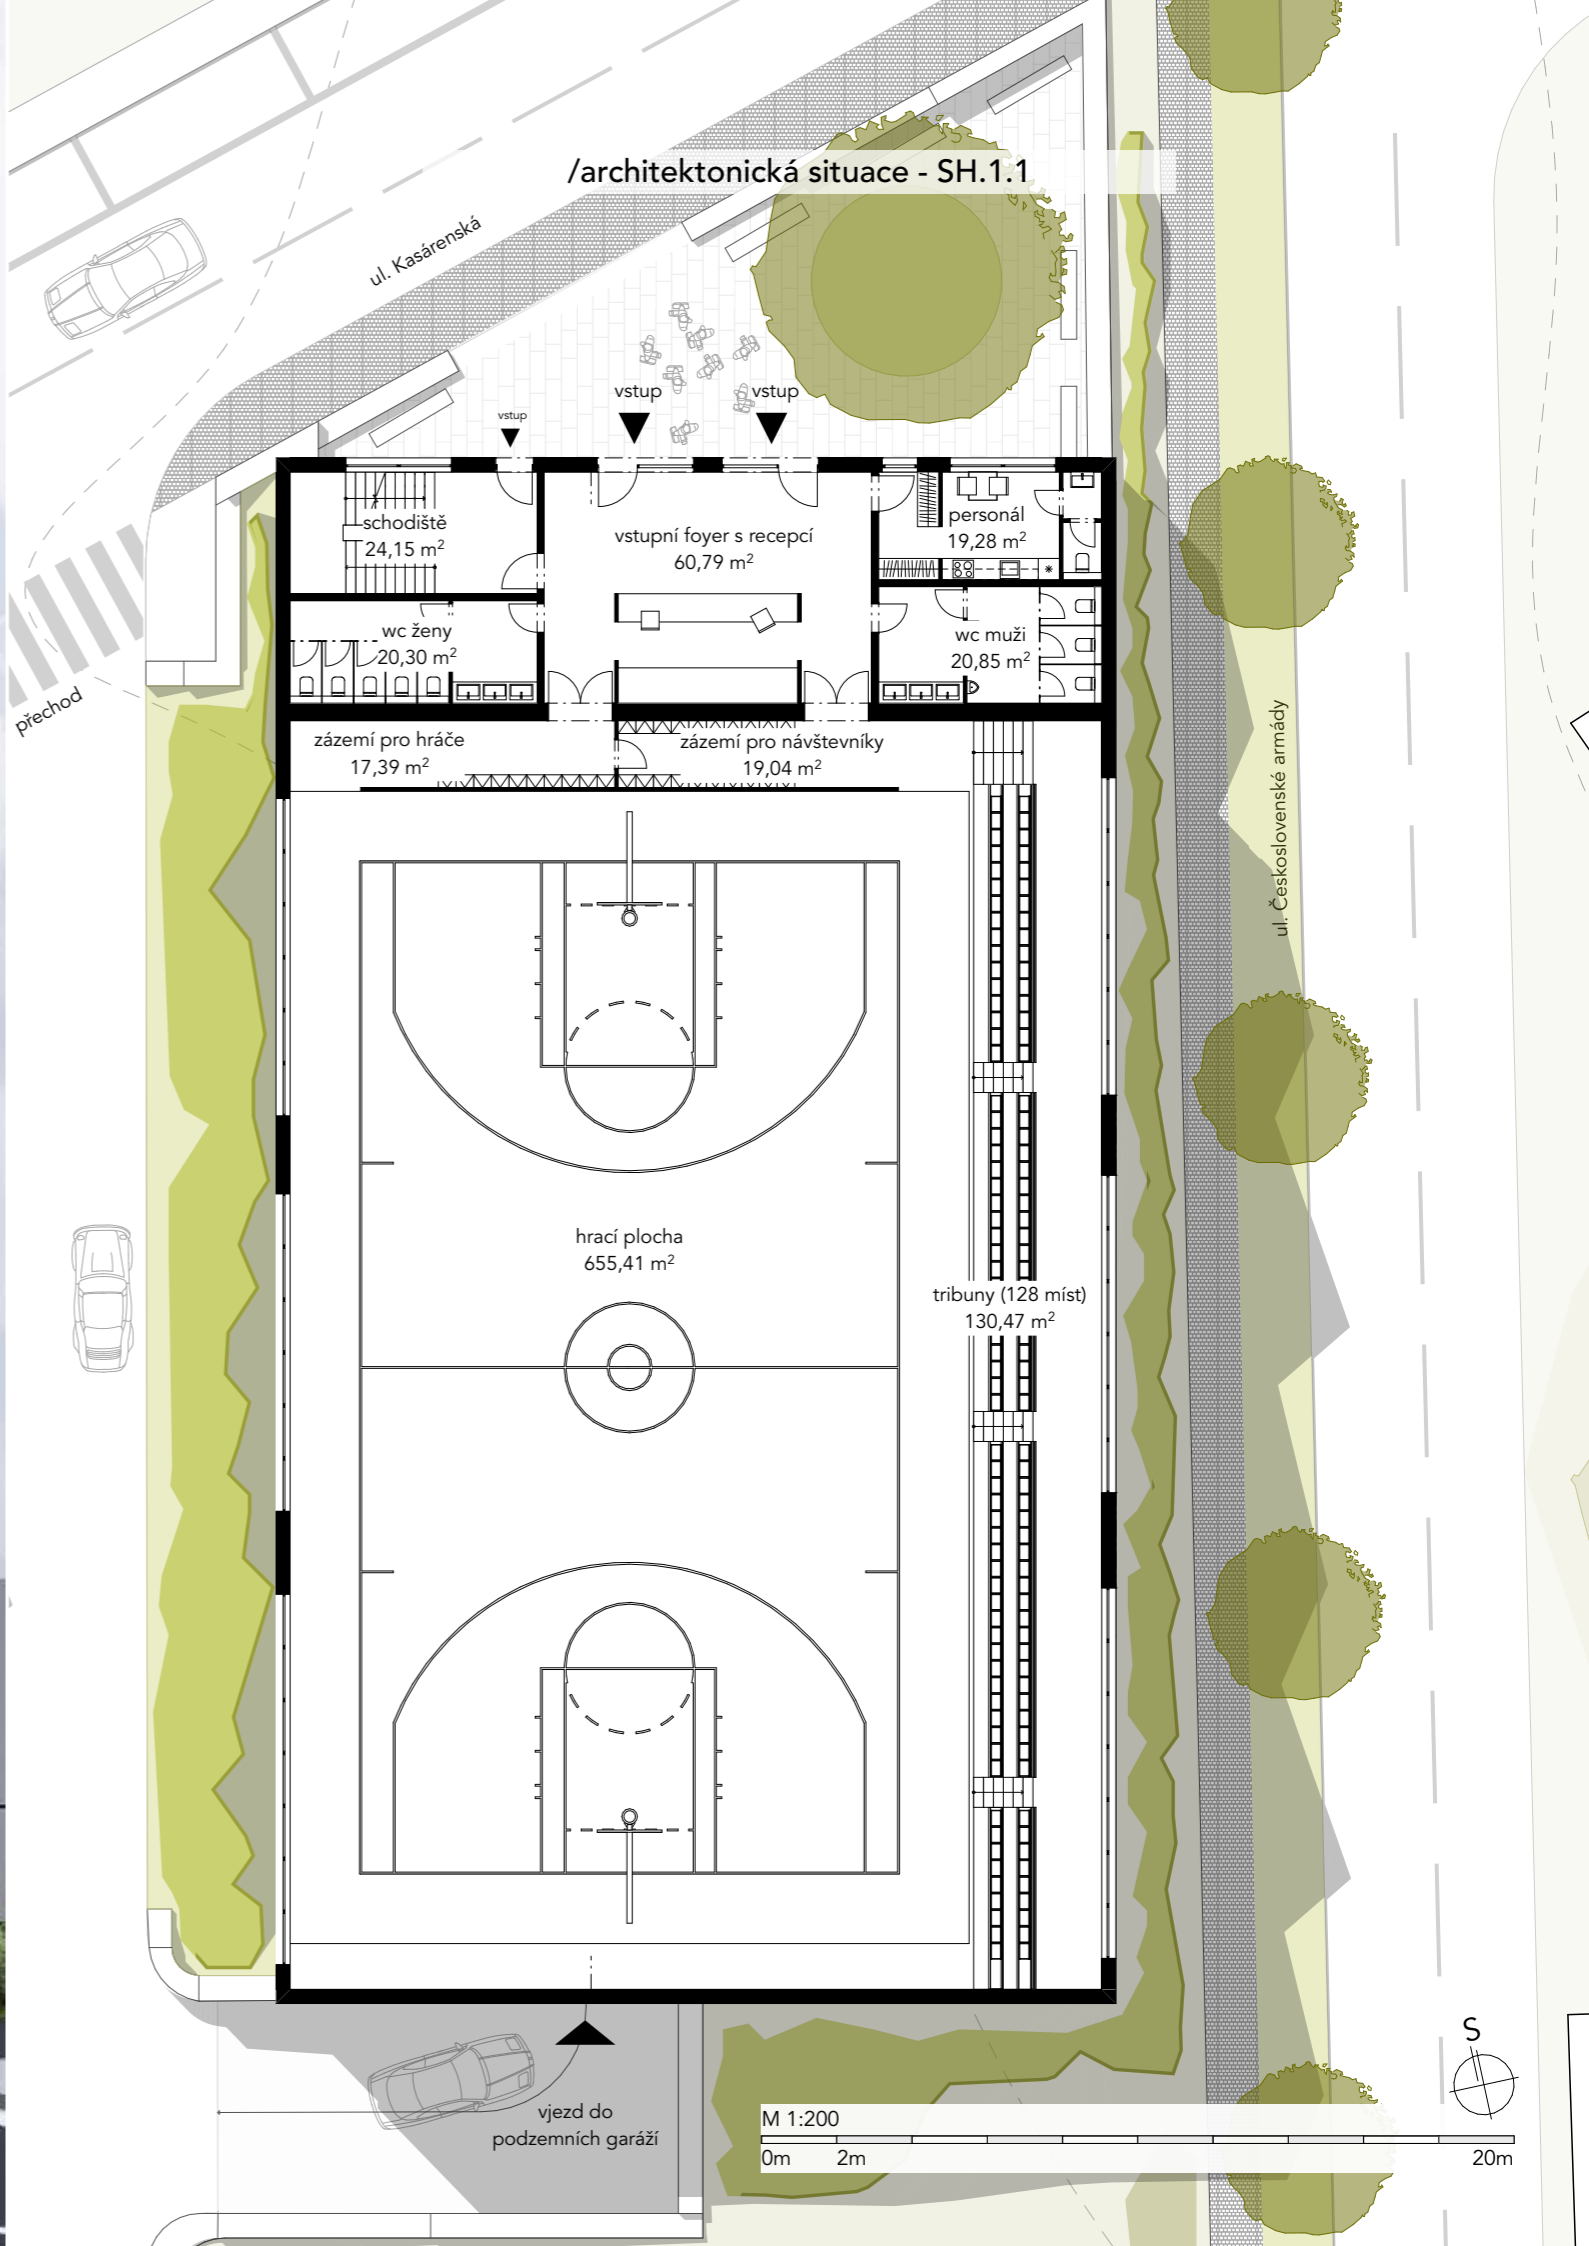 /architektonická situace - SH.1.1
ul. Kasárenská
vstup
vstup
vstup
schodiště
24,15 m²
vstupní foyer s recepcí
60,79 m²
personál
19,28 m²
wc ženy
20,30 m²
wc muži
20,85 m²
přechod
zázemí pro hráče
17,39 m²
zázemí pro návštevníky
19,04 m²
ul. Československé armády
hrací plocha
655,41 m²
tribuny (128 míst)
130,47 m²
vjezd do
podzemních garáží
S
M 1:200
0m 2m 20m